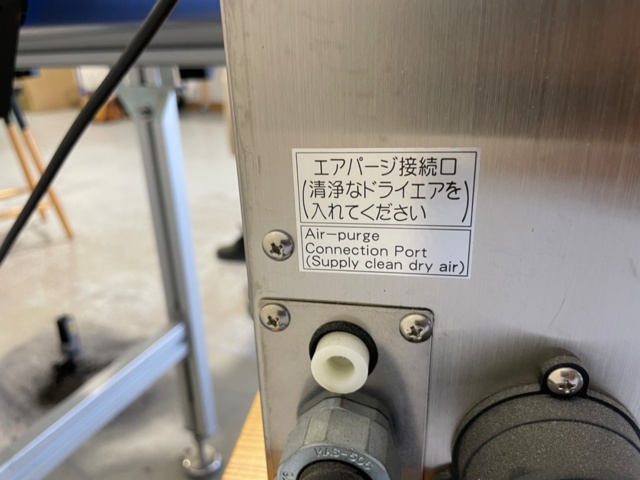 エアパージ接続口
(清浄なドライエアを
入れてください)
Air-purge
Connection Port
(Supply clean dry air)